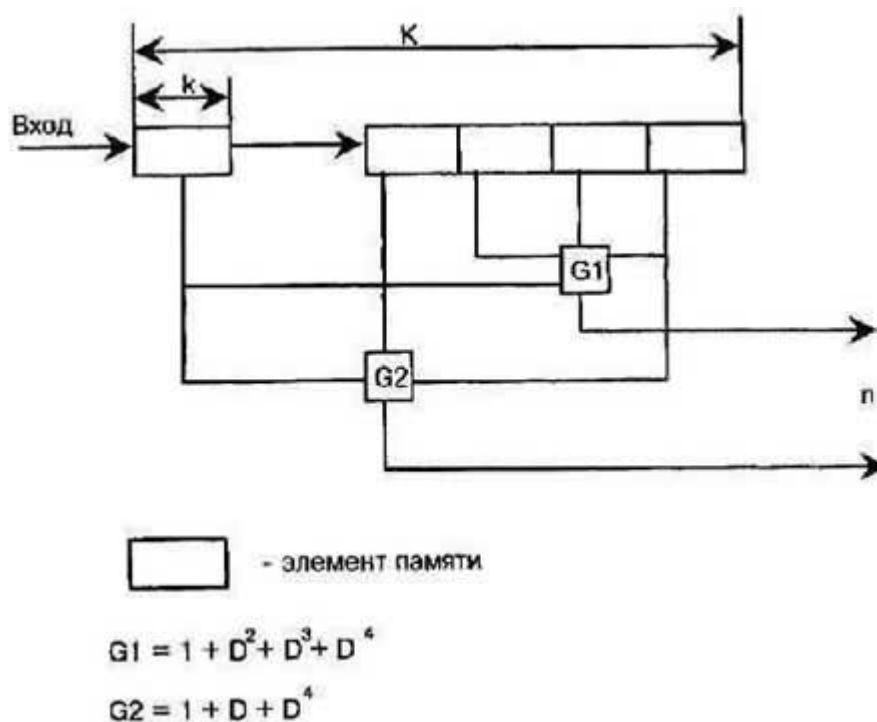 K
k
Вход
G1
G2
n
- элемент памяти
G1 = 1 + D² + D³ + D⁴
G2 = 1 + D + D⁴